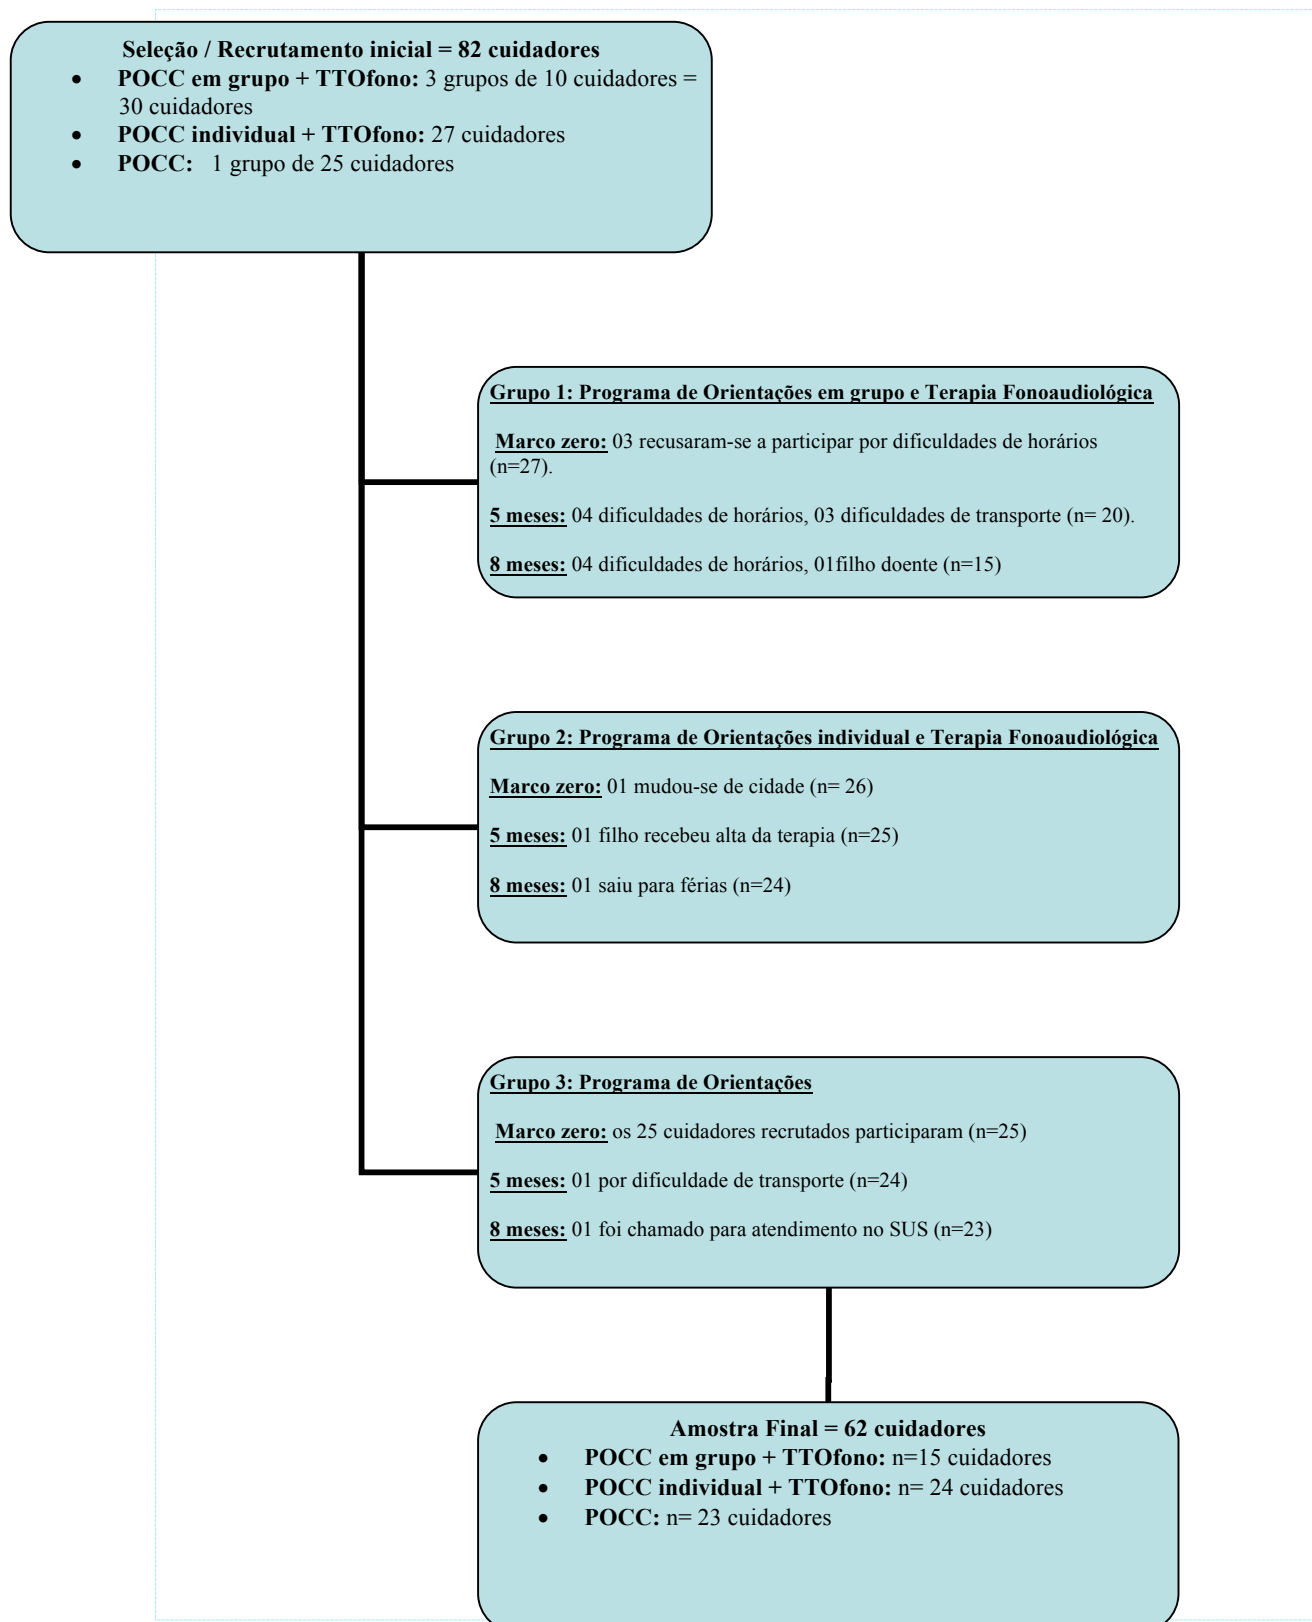 Seleção / Recrutamento inicial = 82 cuidadores
• POCC em grupo + TTOfono: 3 grupos de 10 cuidadores =
30 cuidadores
• POCC individual + TTOfono: 27 cuidadores
• POCC: 1 grupo de 25 cuidadores
Grupo 1: Programa de Orientações em grupo e Terapia Fonoaudiológica
Marco zero: 03 recusaram-se a participar por dificuldades de horários
(n=27).
5 meses: 04 dificuldades de horários, 03 dificuldades de transporte (n= 20).
8 meses: 04 dificuldades de horários, 01filho doente (n=15)
Grupo 2: Programa de Orientações individual e Terapia Fonoaudiológica
Marco zero: 01 mudou-se de cidade (n= 26)
5 meses: 01 filho recebeu alta da terapia (n=25)
8 meses: 01 saiu para férias (n=24)
Grupo 3: Programa de Orientações
Marco zero: os 25 cuidadores recrutados participaram (n=25)
5 meses: 01 por dificuldade de transporte (n=24)
8 meses: 01 foi chamado para atendimento no SUS (n=23)
Amostra Final = 62 cuidadores
• POCC em grupo + TTOfono: n=15 cuidadores
• POCC individual + TTOfono: n= 24 cuidadores
• POCC: n= 23 cuidadores